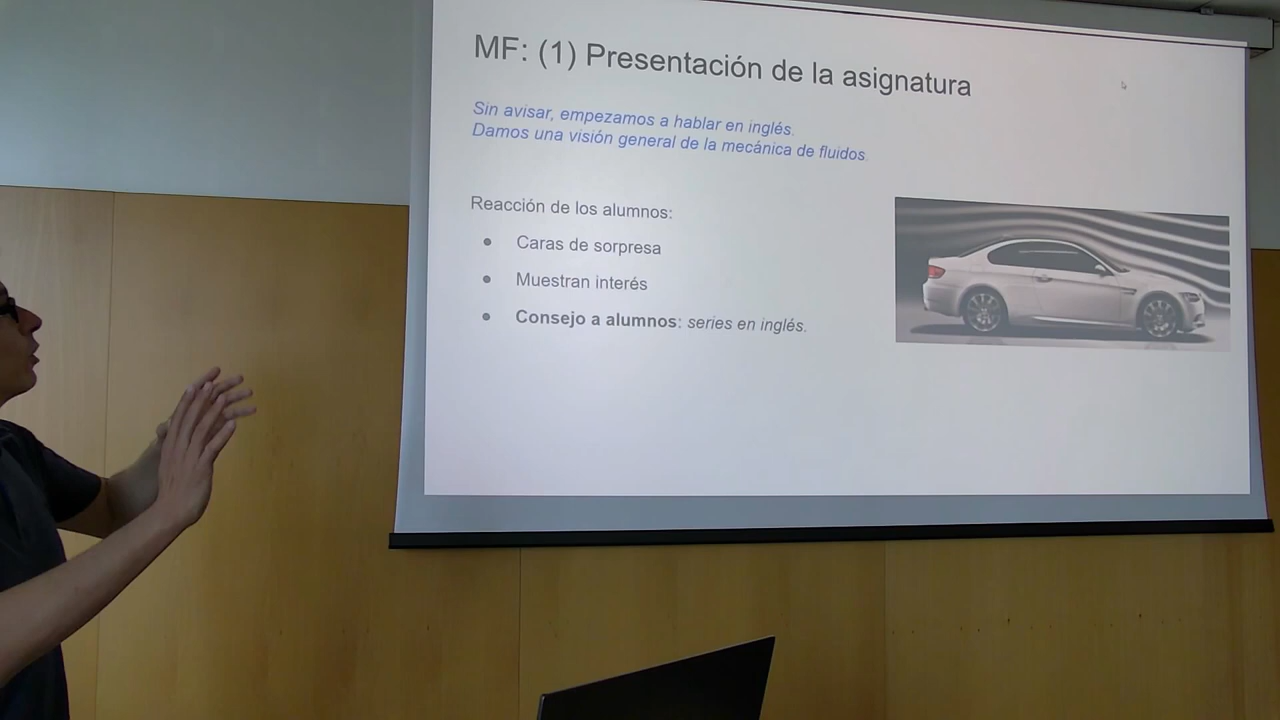 MF: (1) Presentación de la asignatura
Sin avisar, empezamos a hablar en inglés.
Damos una visión general de la mecánica de fluidos.
Reacción de los alumnos:
● Caras de sorpresa
● Muestran interés
● Consejo a alumnos: series en inglés.